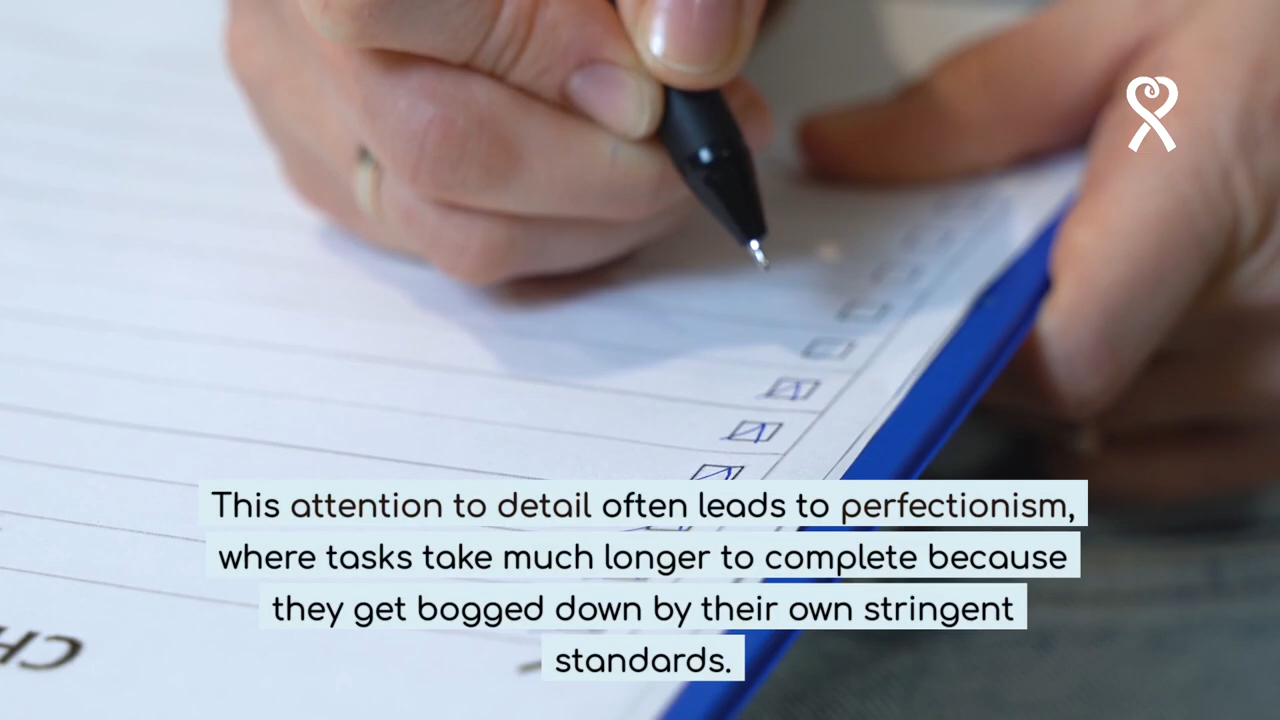 This attention to detail often leads to perfectionism,
where tasks take much longer to complete because
they get bogged down by their own stringent
standards.
CH